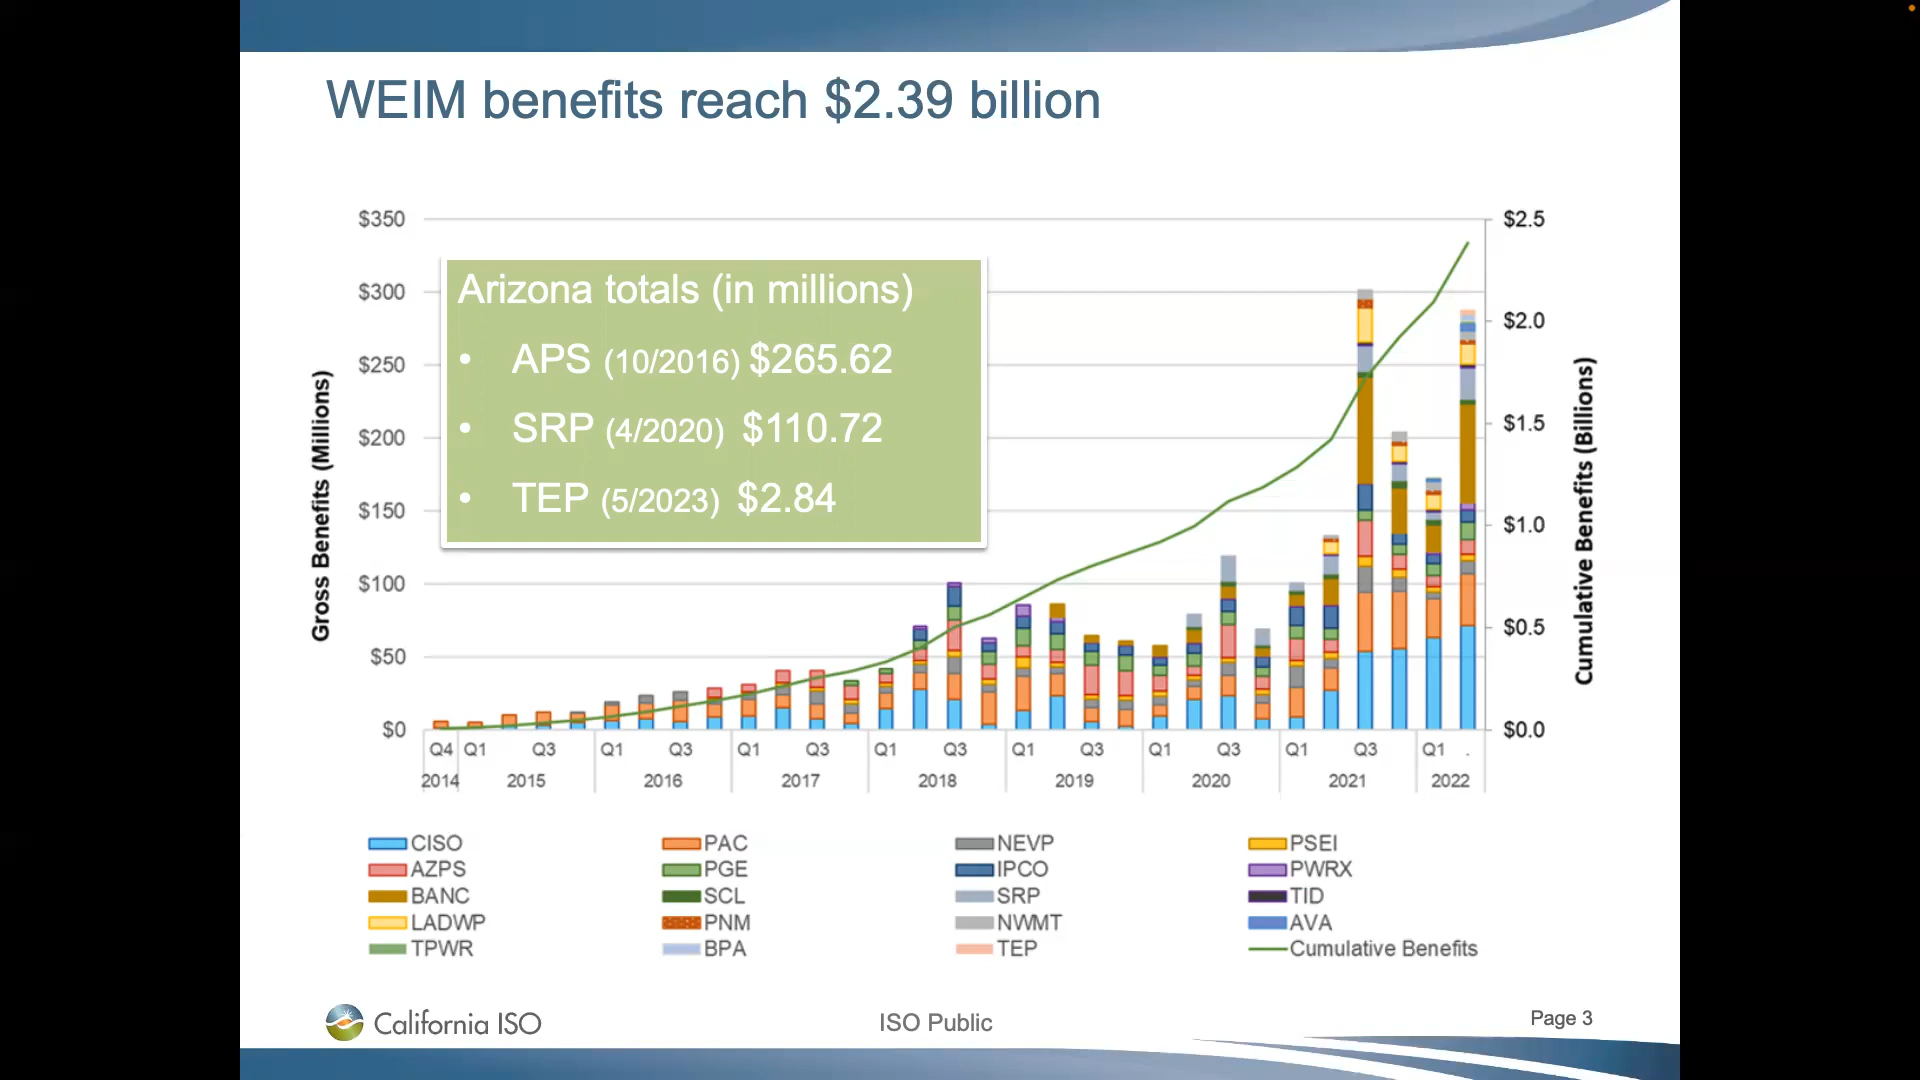 WEIM benefits reach $2.39 billion
$350
$300
$250
$200
$150
$100
$50
$0
Gross Benefits (Millions)
Arizona totals (in millions)
• APS (10/2016) $265.62
• SRP (4/2020) $110.72
• TEP (5/2023) $2.84
$2.5
$2.0
$1.5
$1.0
$0.5
$0.0
Cumulative Benefits (Billions)
Q4 Q1 Q3 Q1 Q3 Q1 Q3 Q1 Q3 Q1 Q3 Q1 Q3 Q1 Q3 Q1 .
2014 2015 2016 2017 2018 2019 2020 2021 2022
CISO PAC NEVP PSEI
AZPS PGE IPCO PWRX
BANC SCL SRP TID
LADWP PNM NWMT AVA
TPWR BPA TEP Cumulative Benefits
California ISO
ISO Public
Page 3